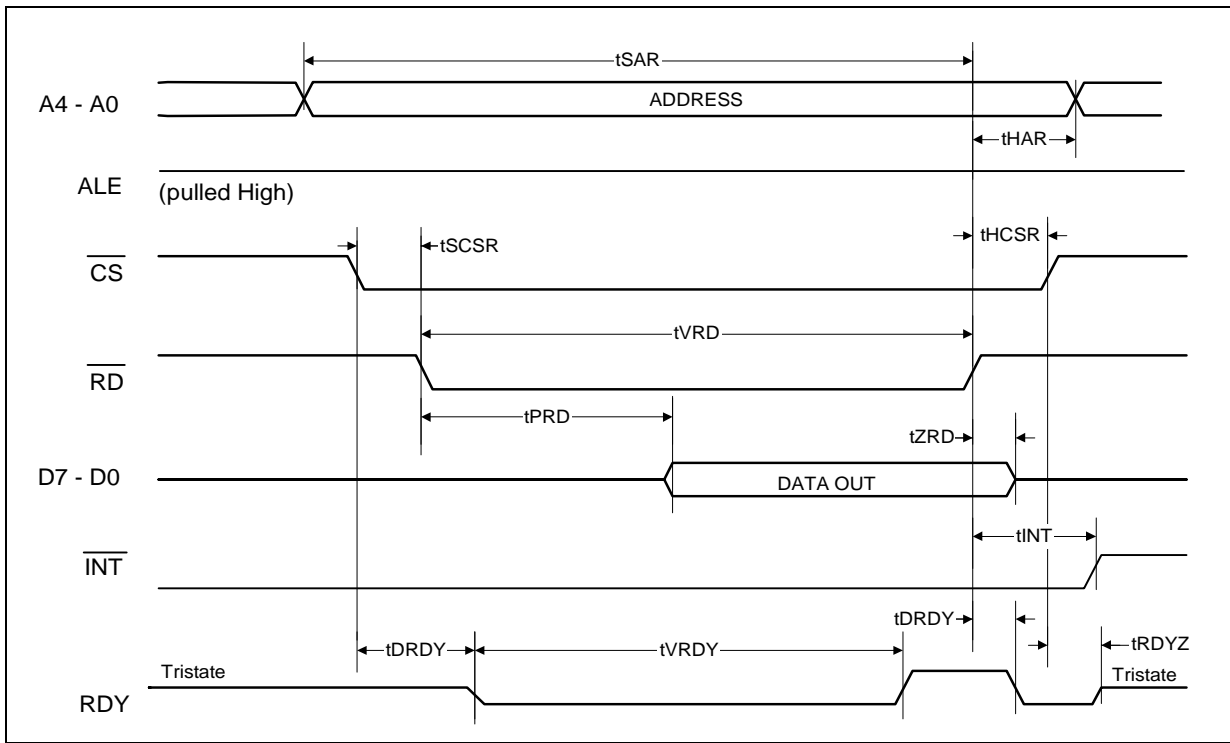 tSAR
A4 - A0
ADDRESS
tHAR
ALE
(pulled High)
tSCSR
tHCSR
CS
tVRD
RD
tPRD
tZRD
D7 - D0
DATA OUT
tINT
INT
tDRDY
tDRDY
tVRDY
tRDYZ
Tristate
Tristate
RDY